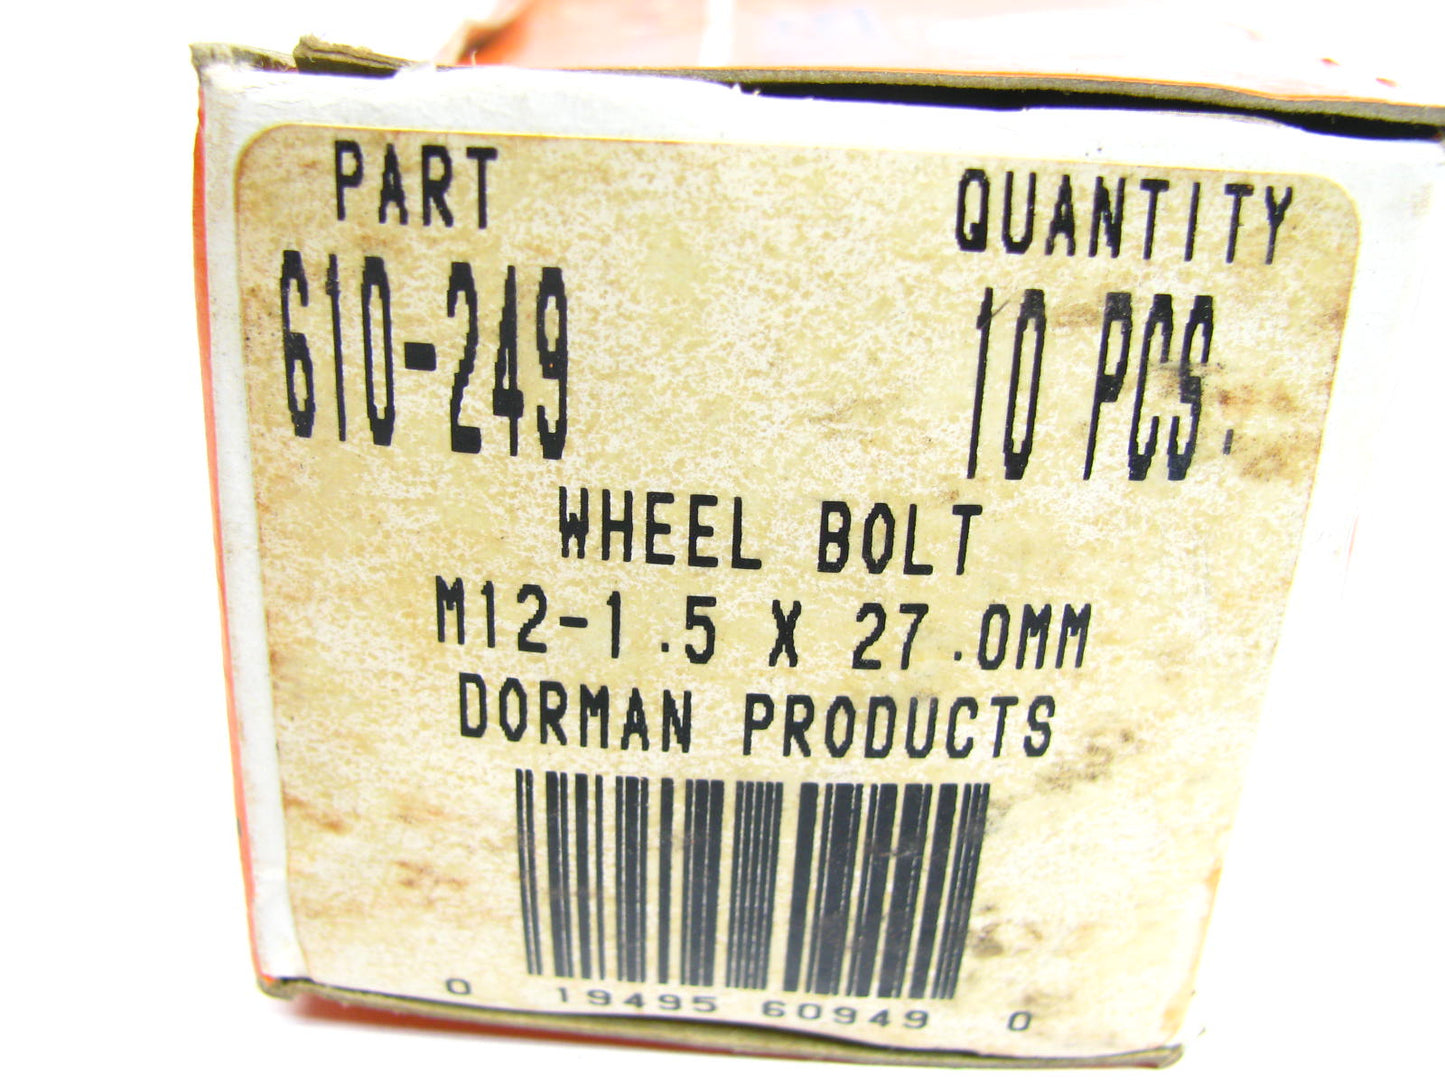 PART QUANTITY
610-249 10 PCS.
WHEEL BOLT
M12-1.5 X 27.0MM
DORMAN PRODUCTS
0 19495 60949 0